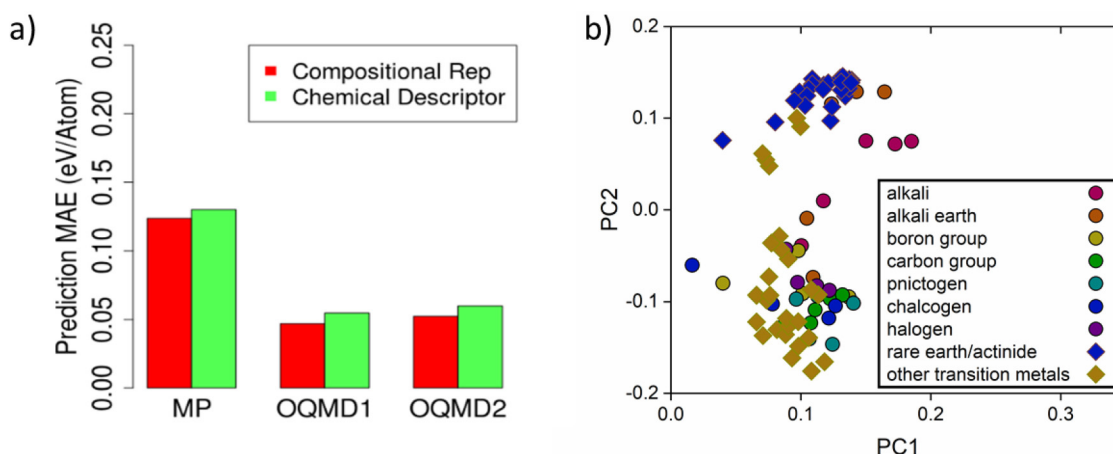 a)
Prediction MAE (eV/Atom)
0.25
0.20
0.15
0.10
0.05
0.00
Compositional Rep
Chemical Descriptor
MP
OQMD1
OQMD2
b)
PC2
0.2
0.1
0.0
-0.1
-0.2
alkali
alkali earth
boron group
carbon group
pnictogen
chalcogen
halogen
rare earth/actinide
other transition metals
0.0
0.1
0.2
0.3
PC1